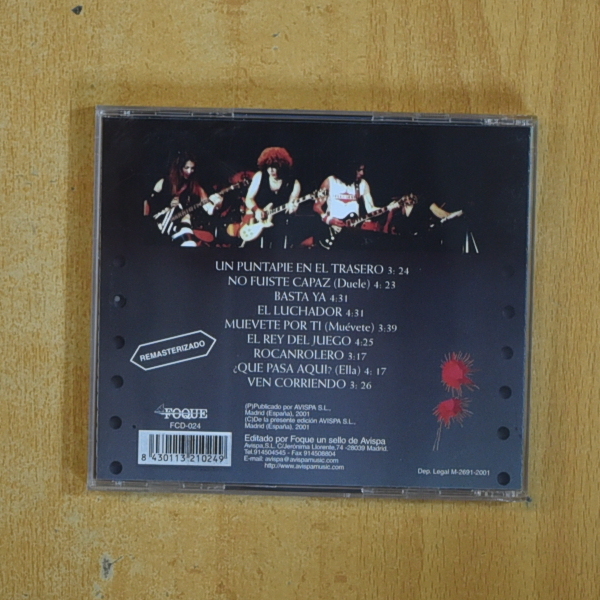 UN PUNTAPIE EN EL TRASERO 3: 24
NO FUISTE CAPAZ (Duele) 4: 23
BASTA YA 4:31
EL LUCHADOR 4:31
MUEVETE POR TI (Muévete) 3:39
EL REY DEL JUEGO 4:25
ROCANROLERO 3:17
¿QUE PASA AQUI? (Ella) 4: 17
VEN CORRIENDO 3: 26
REMASTERIZADO
FOQUE
FCD-024
8 430113 210249
(P)Publicado por AVISPA S.L.,
Madrid (España), 2001
(C)De la presente edición AVISPA S.L.,
Madrid (España), 2001
Editado por Foque un sello de Avispa
Avispa,S.L. C/Jerónima Llorente,74 -28039 Madrid.
Tel.914504545 - Fax 914508804
E-mail: avispa@avispamusic.com
http://www.avispamusic.com
Dep. Legal M-2691-2001